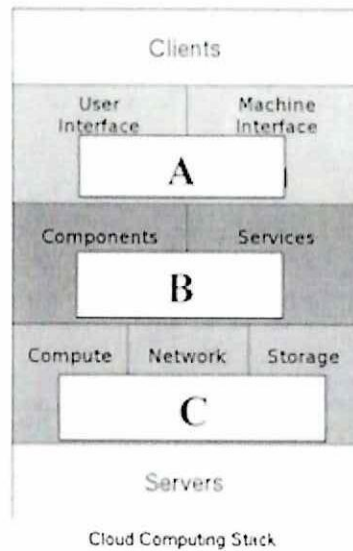 Clients
User Machine
Interface Interface
A
Components Services
B
Compute Network Storage
C
Servers
Cloud Computing Stack